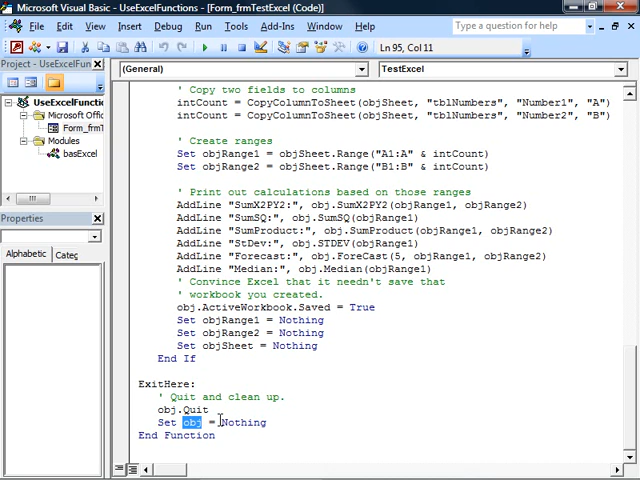 Microsoft Visual Basic - UseExcelFunctions - [Form_frmTestExcel (Code)]
File Edit View Insert Debug Run Tools Add-Ins Window Help
Type a question for help
Ln 95, Col 11
Project - UseExcelFun
(General)
TestExcel
UseExcelFunctio
Microsoft Offic
Form_frmT
Modules
basExcel
Properties
Alphabetic Categ
' Copy two fields to columns
intCount = CopyColumnToSheet(objSheet, "tblNumbers", "Number1", "A")
intCount = CopyColumnToSheet(objSheet, "tblNumbers", "Number2", "B")
' Create ranges
Set objRange1 = objSheet.Range("A1:A" & intCount)
Set objRange2 = objSheet.Range("B1:B" & intCount)
' Print out calculations based on those ranges
AddLine "SumX2PY2:", obj.SumX2PY2(objRange1, objRange2)
AddLine "SumSQ:", obj.SumSQ(objRange1)
AddLine "SumProduct:", obj.SumProduct(objRange1, objRange2)
AddLine "StDev:", obj.STDEV(objRange1)
AddLine "Forecast:", obj.ForeCast(5, objRange1, objRange2)
AddLine "Median:", obj.Median(objRange1)
' Convince Excel that it needn't save that
' workbook you created.
obj.ActiveWorkbook.Saved = True
Set objRange1 = Nothing
Set objRange2 = Nothing
Set objSheet = Nothing
End If
ExitHere:
' Quit and clean up.
obj.Quit
Set obj = Nothing
End Function